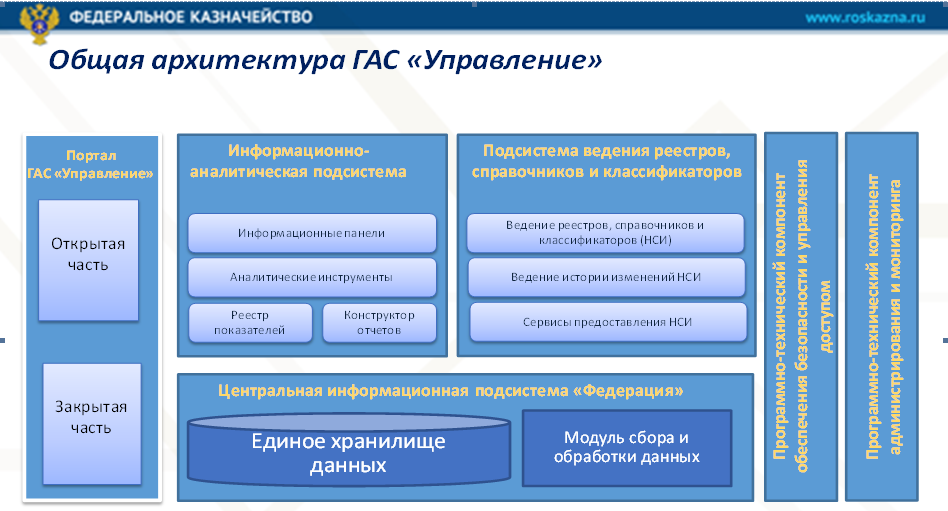 ФЕДЕРАЛЬНОЕ КАЗНАЧЕЙСТВО
www.roskazna.ru
Общая архитектура ГАС «Управление»
Портал
ГАС «Управление»
Открытая
часть
Закрытая
часть
Информационно-
аналитическая подсистема
Информационные панели
Аналитические инструменты
Реестр
показателей
Конструктор
отчетов
Подсистема ведения реестров,
справочников и классификаторов
Ведение реестров, справочников и
классификаторов (НСИ)
Ведение истории изменений НСИ
Сервисы предоставления НСИ
Центральная информационная подсистема «Федерация»
Единое хранилище
данных
Модуль сбора и
обработки данных
Программно-технический компонент
обеспечения безопасности и управления
доступом
Программно-технический компонент
администрирования и мониторинга